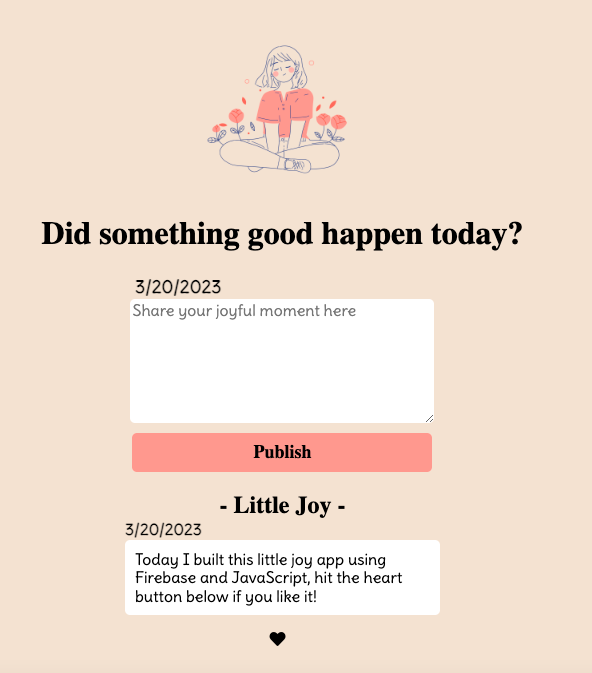 Did something good happen today?
3/20/2023
Share your joyful moment here
Publish
- Little Joy -
3/20/2023
Today I built this little joy app using
Firebase and JavaScript, hit the heart
button below if you like it!